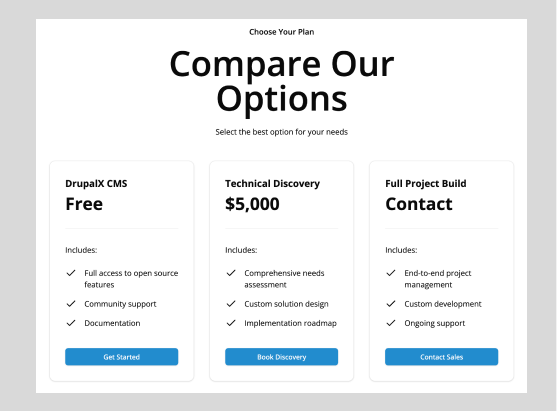 Choose Your Plan
Compare Our
Options
Select the best option for your needs
DrupalX CMS
Free
Includes:
Full access to open source
features
Community support
Documentation
Get Started
Technical Discovery
$5,000
Includes:
Comprehensive needs
assessment
Custom solution design
Implementation roadmap
Book Discovery
Full Project Build
Contact
Includes:
End-to-end project
management
Custom development
Ongoing support
Contact Sales